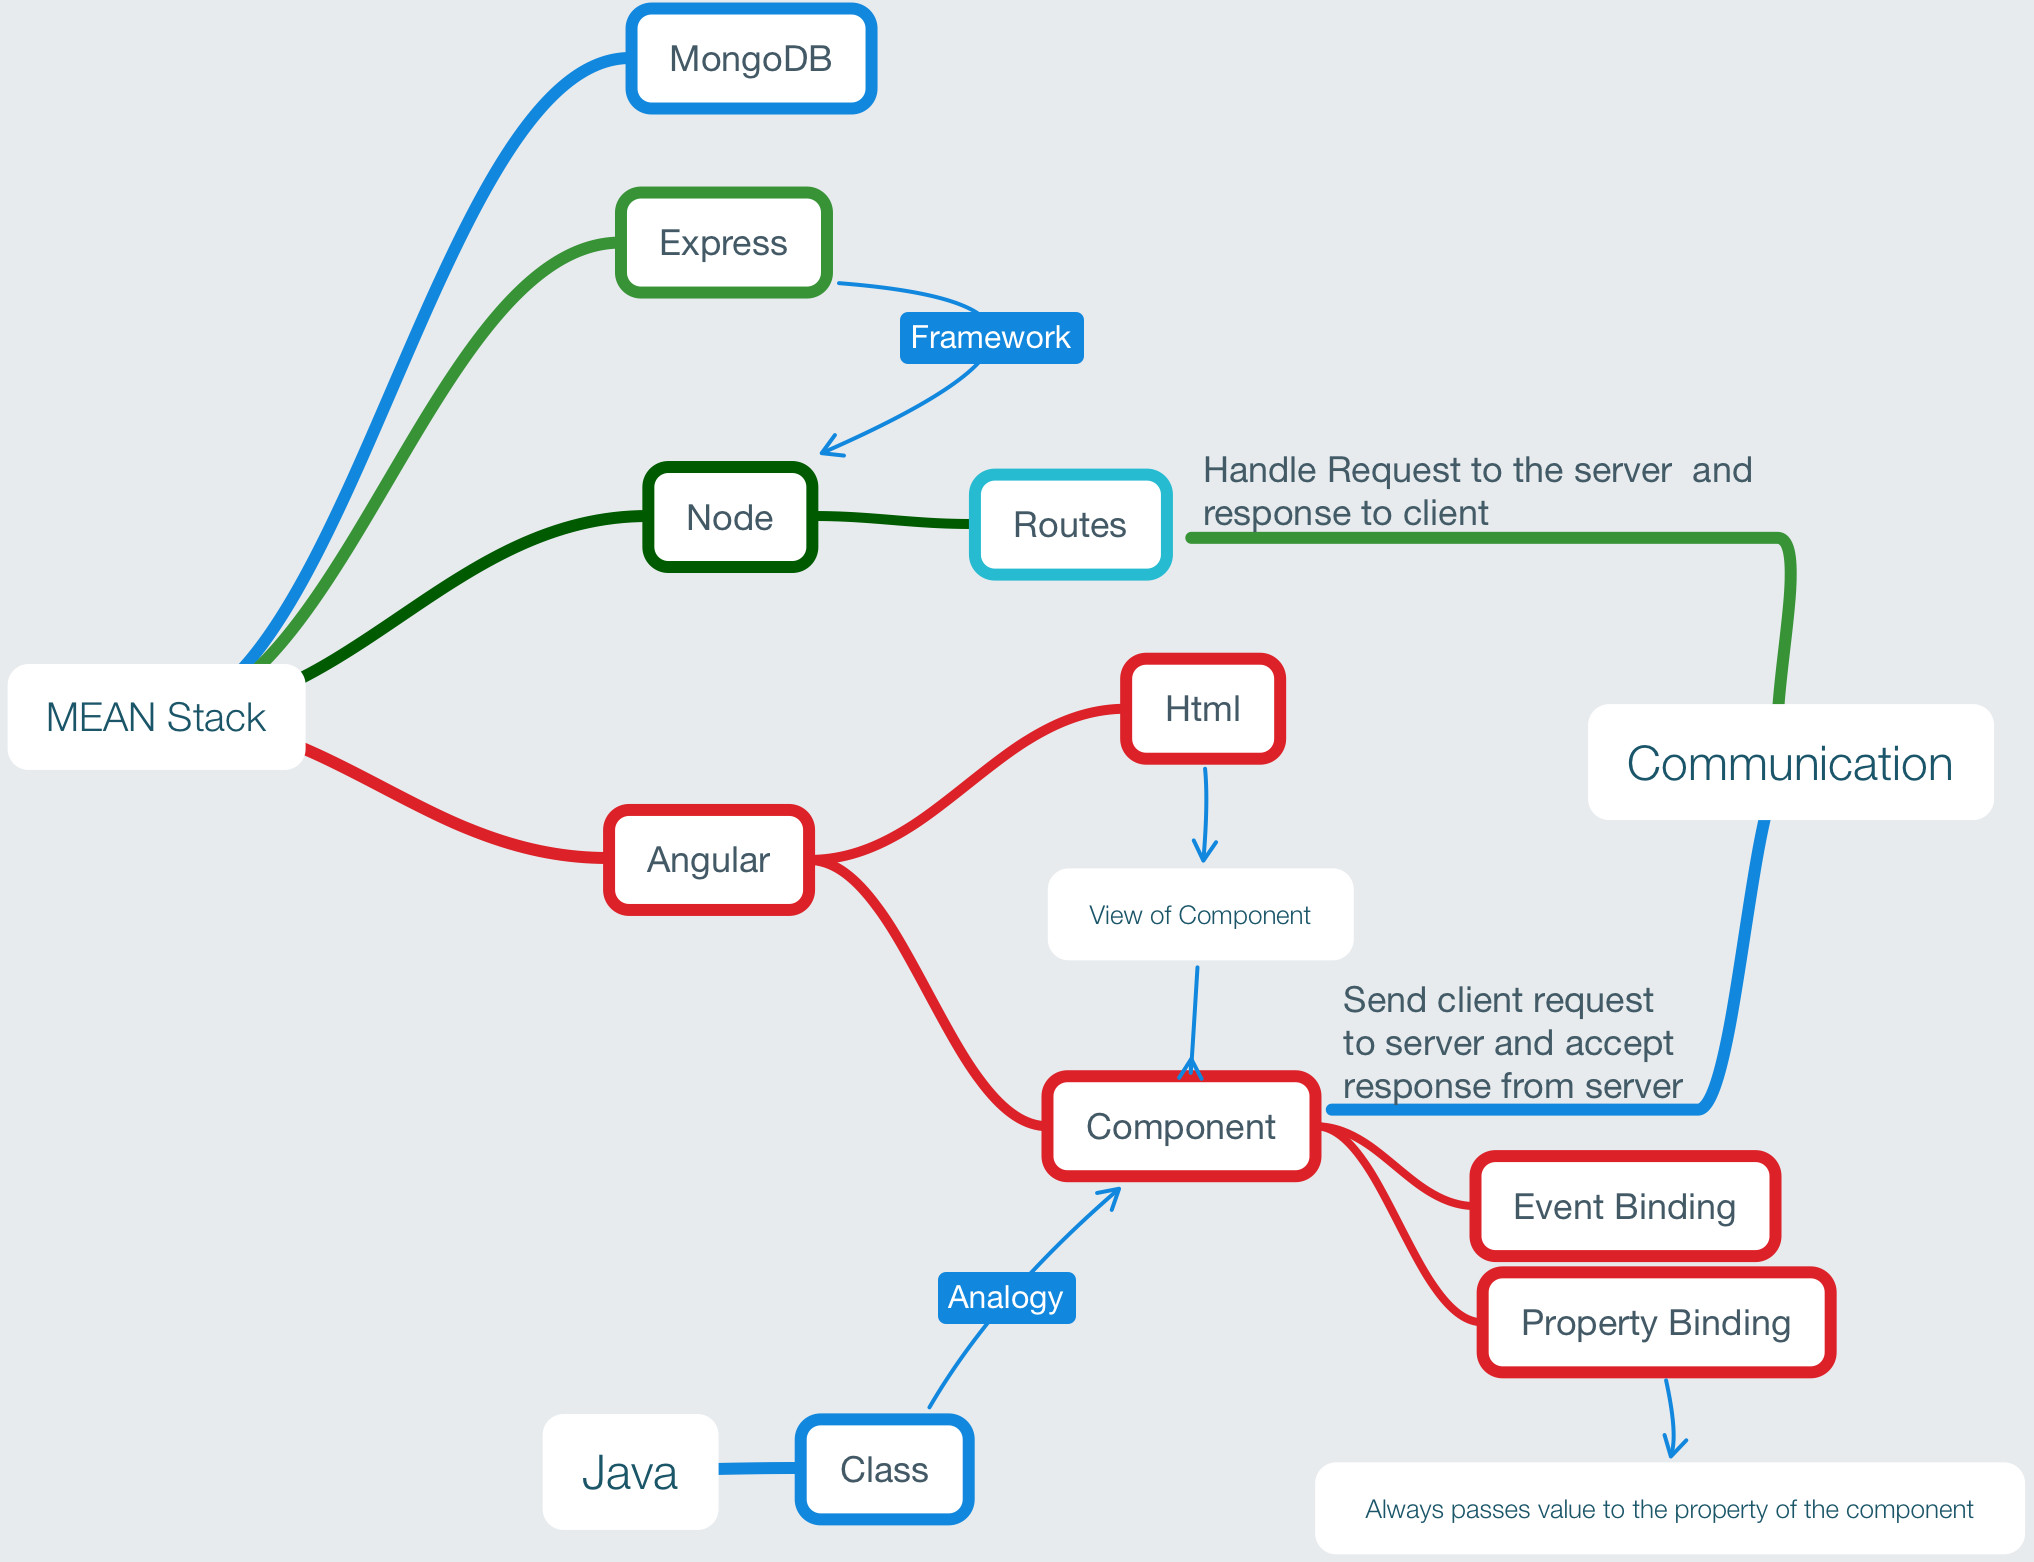 MongoDB
Express
Framework
Handle Request to the server  and
response to client
Node
Routes
MEAN Stack
Html
Communication
Angular
View of Component
Send client request
to server and accept
response from server
Component
Event Binding
Analogy
Property Binding
Java
Class
Always passes value to the property of the component